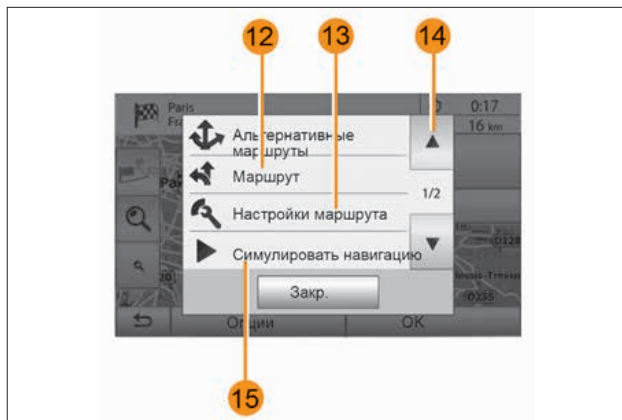 12 13 14
Paris 0:17
Fra 16 km
Альтернативные
маршруты
Маршрут
1/2
Настройки маршрута
Симулировать навигацию
Закр.
Опции OK
15